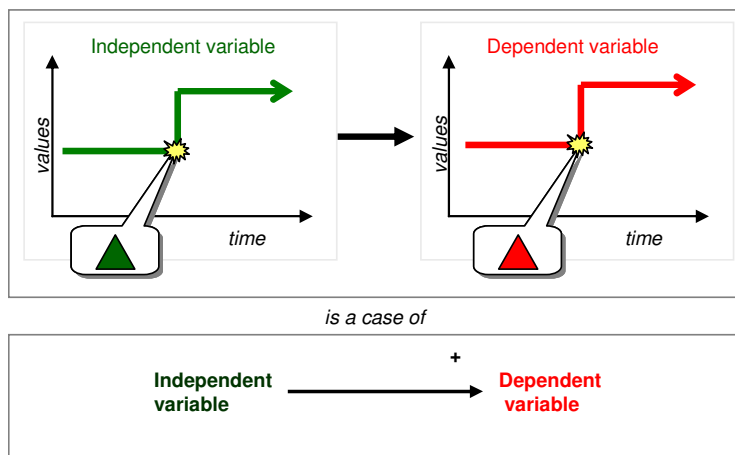 Independent variable
Dependent variable
values
time
values
time
is a case of
+
Independent
variable
Dependent
variable